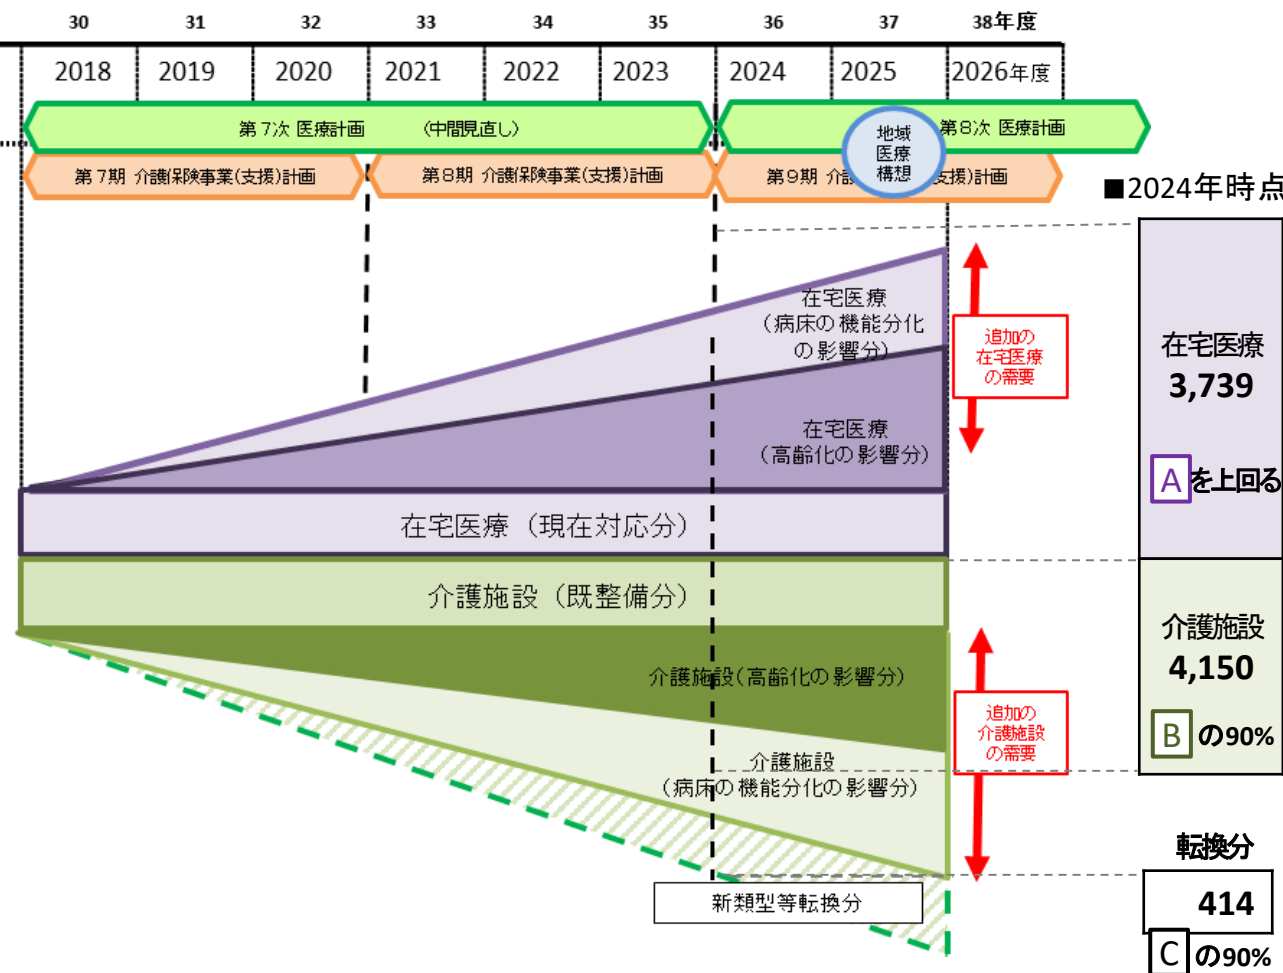 30 31 32 33 34 35 36 37 38年度
2018 2019 2020 2021 2022 2023 2024 2025 2026年度
第7次 医療計画 (中間見直し)
第8次 医療計画
地域
医療
構想
第7期 介護保険事業(支援)計画
第8期 介護保険事業(支援)計画
第9期 介護 支援)計画
■2024年時点
在宅医療
(病床の機能分化
の影響分)
追加の
在宅医療
の需要
在宅医療
(高齢化の影響分)
在宅医療
3,739
Aを上回る
在宅医療(現在対応分)
介護施設(既整備分)
介護施設(高齢化の影響分)
介護施設
(病床の機能分化の影響分)
追加の
介護施設
の需要
介護施設
4,150
Bの90%
新類型等転換分
転換分
414
Cの90%